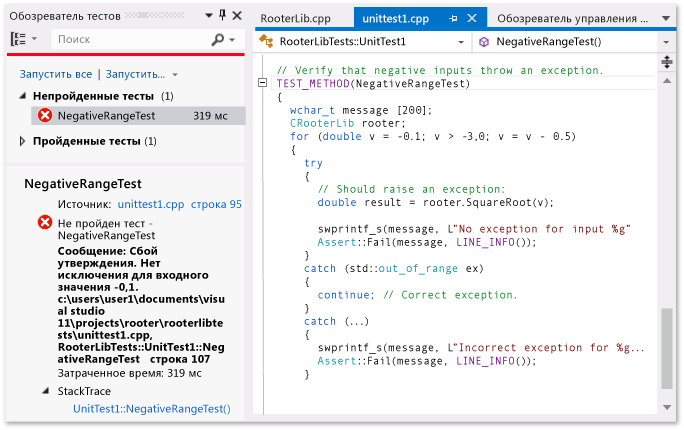 Обозреватель тестов
Поиск
Запустить все | Запустить...
Непройденные тесты (1)
NegativeRangeTest 319 мс
Пройденные тесты (1)
NegativeRangeTest
Источник: unittest1.cpp строка 95
Не пройден тест -
NegativeRangeTest
Сообщение: Сбой
утверждения. Нет
исключения для входного
значения -0,1.
c:\users\user1\documents\visu
al studio
11\projects\rooter\rooterlibte
sts\unittest1.cpp,
RooterLibTests::UnitTest1::Neg
ativeRangeTest строка 107
Затраченное время: 319 мс
StackTrace
UnitTest1::NegativeRangeTest()
RooterLib.cpp unittest1.cpp Обозреватель управления ...
RooterLibTests::UnitTest1 NegativeRangeTest()
// Verify that negative inputs throw an exception.
TEST_METHOD(NegativeRangeTest)
{
wchar_t message [200];
CRooterLib rooter;
for (double v = -0.1; v > -3,0; v = v - 0.5)
{
try
{
// Should raise an exception:
double result = rooter.SquareRoot(v);
swprintf_s(message, L"No exception for input %g"
Assert::Fail(message, LINE_INFO());
}
catch (std::out_of_range ex)
{
continue; // Correct exception.
}
catch (...)
{
swprintf_s(message, L"Incorrect exception for %g...
Assert::Fail(message, LINE_INFO());
}